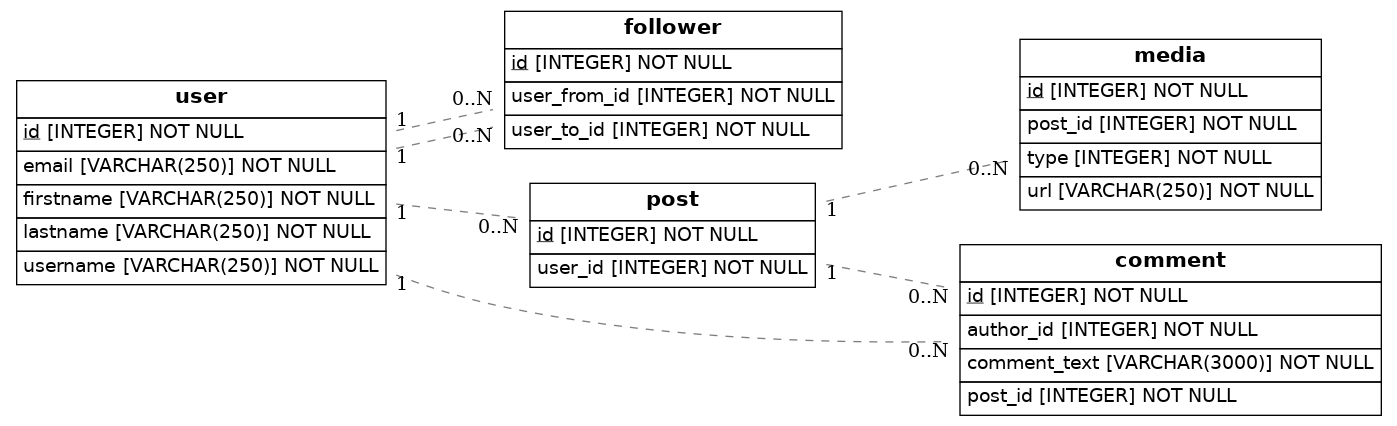 user
id [INTEGER] NOT NULL
email [VARCHAR(250)] NOT NULL
firstname [VARCHAR(250)] NOT NULL
lastname [VARCHAR(250)] NOT NULL
username [VARCHAR(250)] NOT NULL
1
0..N
1
0..N
1
0..N
1
0..N
follower
id [INTEGER] NOT NULL
user_from_id [INTEGER] NOT NULL
user_to_id [INTEGER] NOT NULL
post
id [INTEGER] NOT NULL
user_id [INTEGER] NOT NULL
1
0..N
1
0..N
media
id [INTEGER] NOT NULL
post_id [INTEGER] NOT NULL
type [INTEGER] NOT NULL
url [VARCHAR(250)] NOT NULL
comment
id [INTEGER] NOT NULL
author_id [INTEGER] NOT NULL
comment_text [VARCHAR(3000)] NOT NULL
post_id [INTEGER] NOT NULL